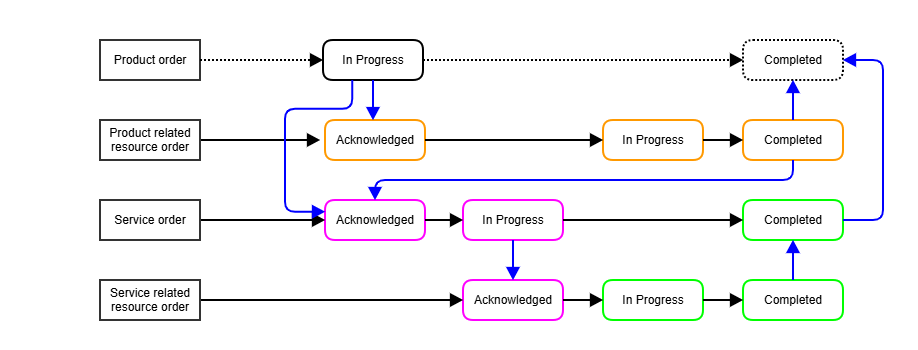 Product order
In Progress
Completed
Product related
resource order
Acknowledged
In Progress
Completed
Service order
Acknowledged
In Progress
Completed
Service related
resource order
Acknowledged
In Progress
Completed